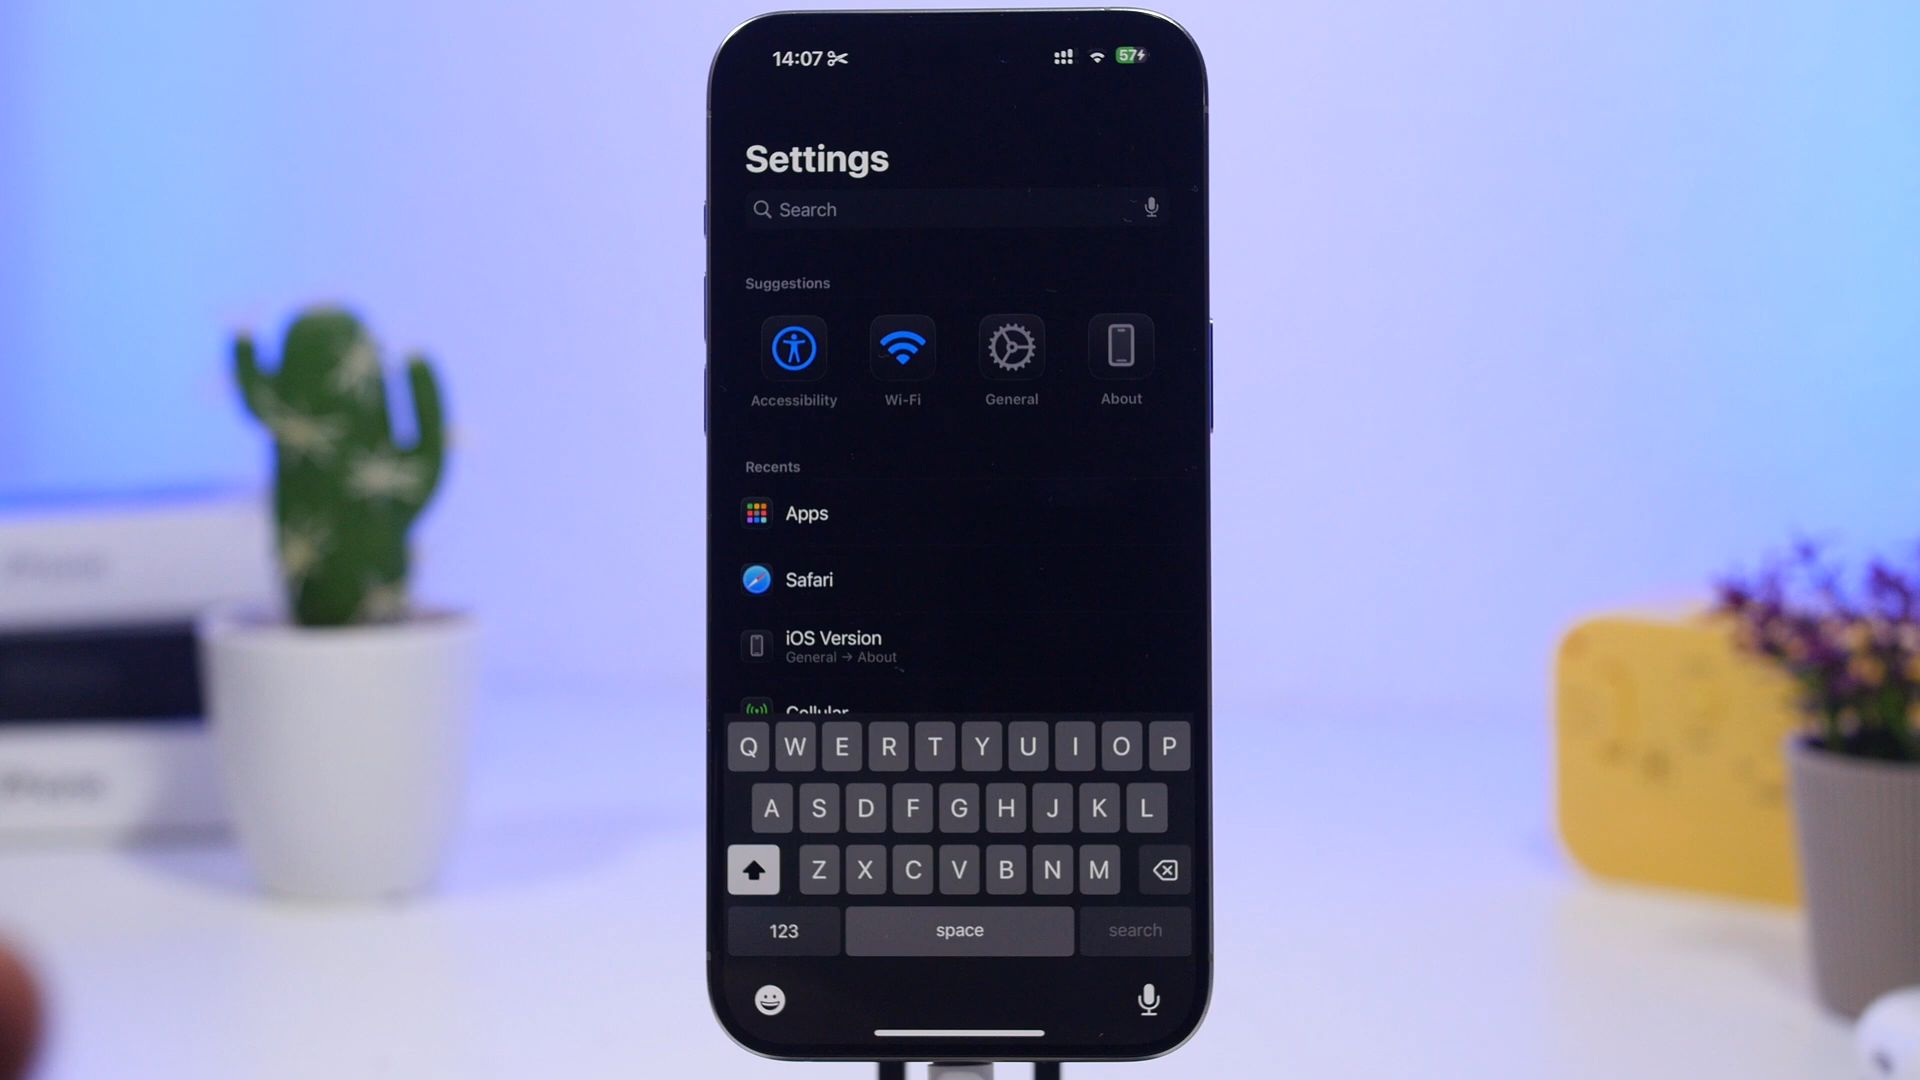 14:07
57
Settings
Search
Suggestions
Accessibility
Wi-Fi
General
About
Recents
Apps
Safari
iOS Version
General → About
Cellular
Q W E R T Y U I O P
A S D F G H J K L
Z X C V B N M
123
space
search